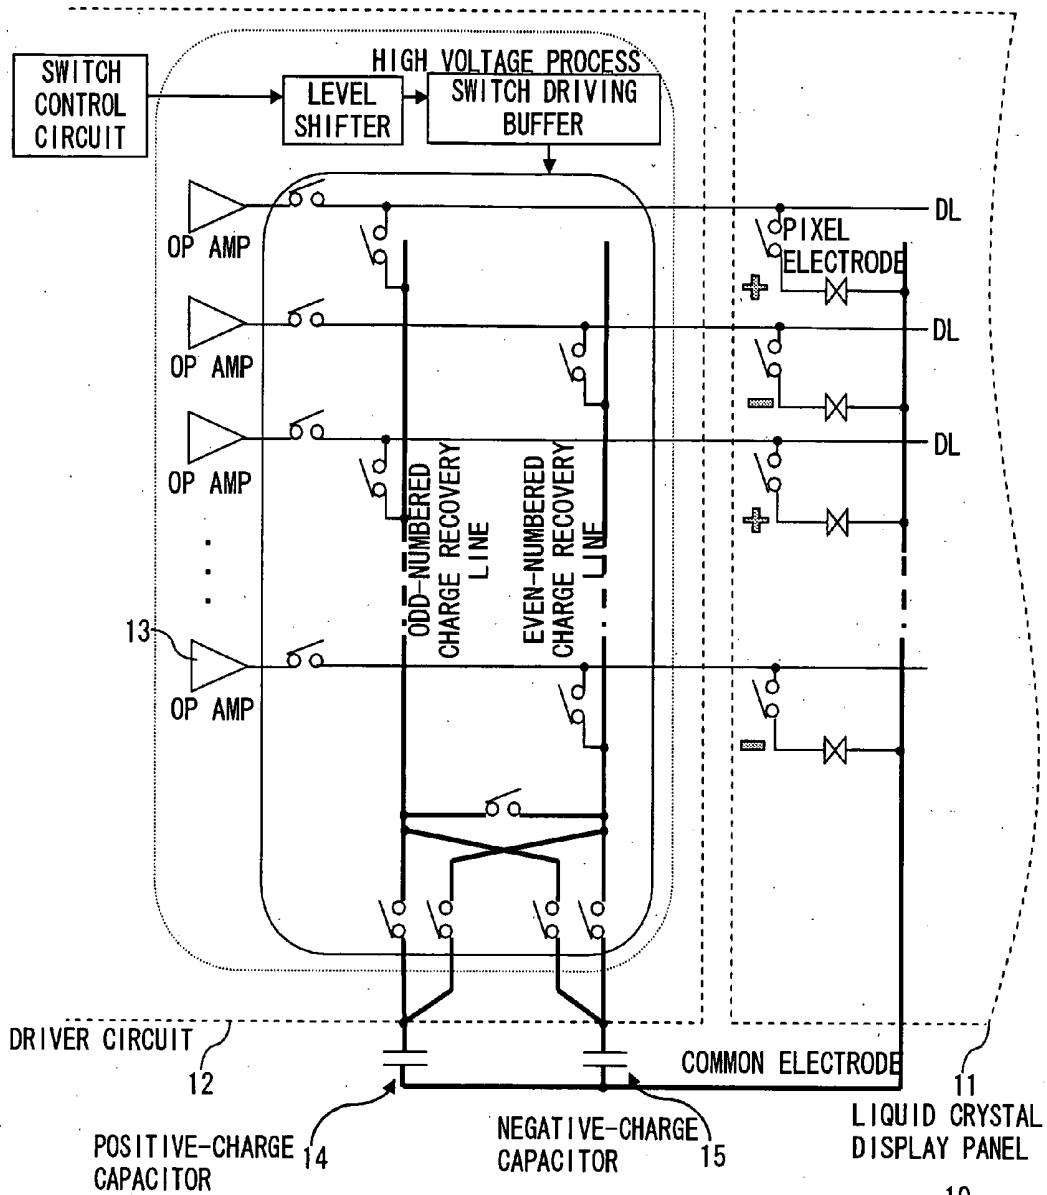 HIGH VOLTAGE PROCESS
SWITCH
CONTROL
CIRCUIT
LEVEL
SHIFTER
SWITCH DRIVING
BUFFER
OP AMP
DL
PIXEL
ELECTRODE
OP AMP
DL
OP AMP
DL
ODD-NUMBERED
CHARGE RECOVERY
LINE
EVEN-NUMBERED
CHARGE RECOVERY
LINE
13
OP AMP
DRIVER CIRCUIT
12
COMMON ELECTRODE
11
LIQUID CRYSTAL
DISPLAY PANEL
POSITIVE-CHARGE
CAPACITOR
14
NEGATIVE-CHARGE
CAPACITOR
15